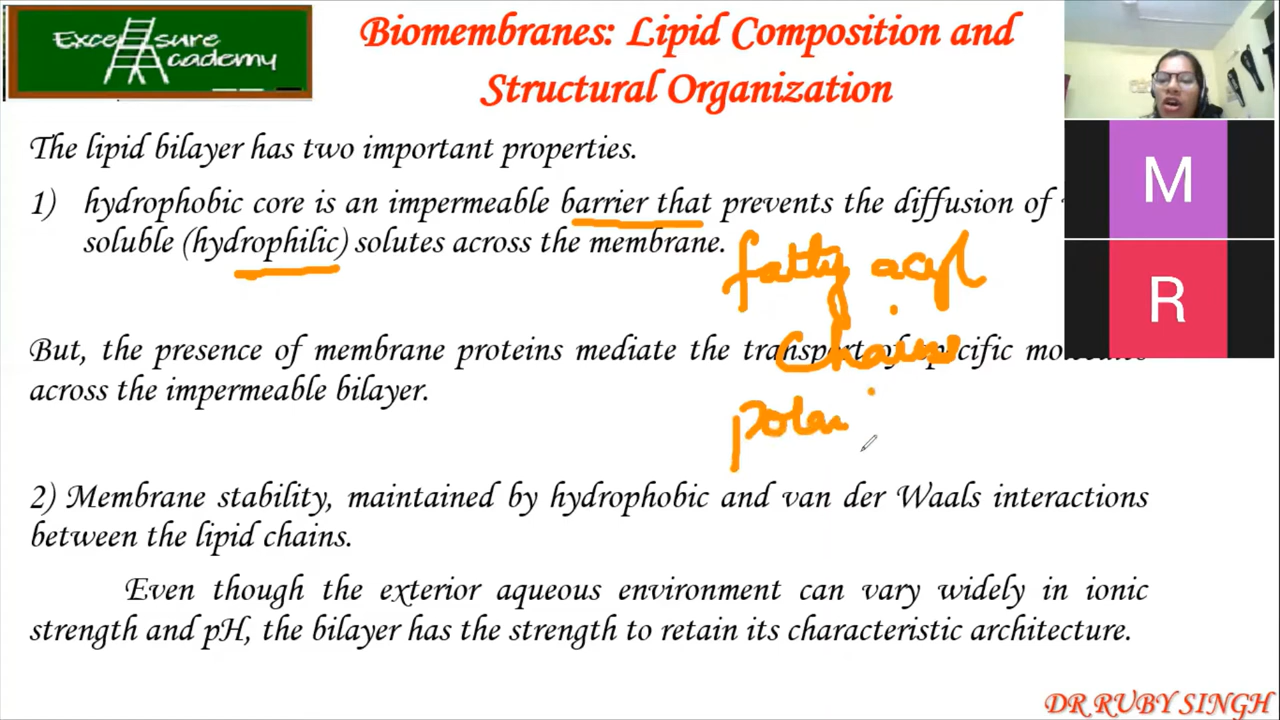 Excel sure
Academy
Biomembranes: Lipid Composition and
Structural Organization
The lipid bilayer has two important properties.
1) hydrophobic core is an impermeable barrier that prevents the diffusion of
soluble (hydrophilic) solutes across the membrane.
fatty acyl
chains
But, the presence of membrane proteins mediate the transport of specific molecules
across the impermeable bilayer.
polar
2) Membrane stability, maintained by hydrophobic and van der Waals interactions
between the lipid chains.
Even though the exterior aqueous environment can vary widely in ionic
strength and pH, the bilayer has the strength to retain its characteristic architecture.
M
R
DR RUBY SINGH